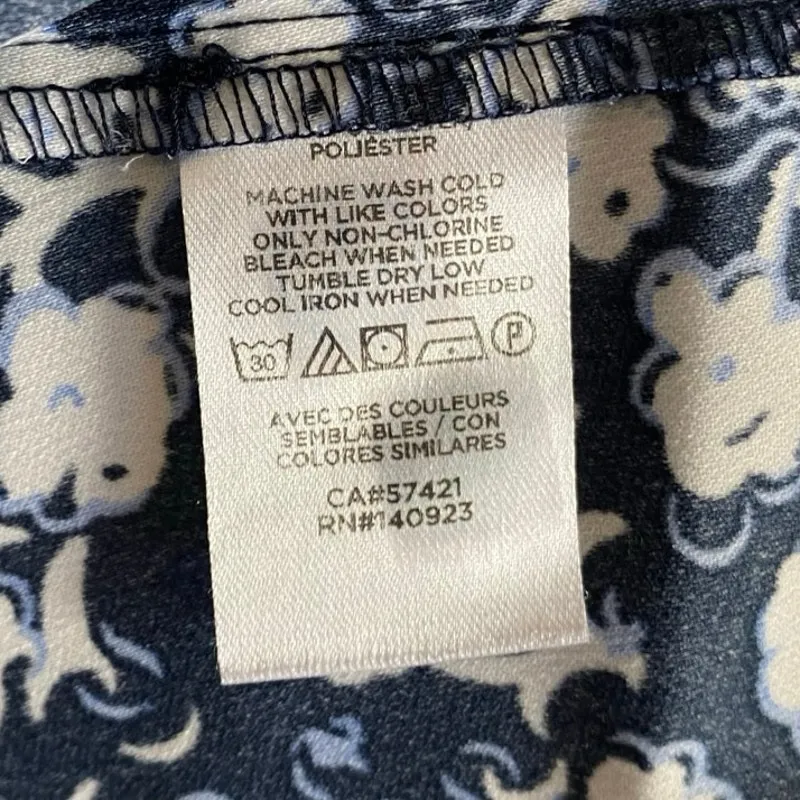 POLIÉSTER
MACHINE WASH COLD
WITH LIKE COLORS
ONLY NON-CHLORINE
BLEACH WHEN NEEDED
TUMBLE DRY LOW
COOL IRON WHEN NEEDED
30 P
AVEC DES COULEURS
SEMBLABLES / CON
COLORES SIMILARES
CA#57421
RN#140923